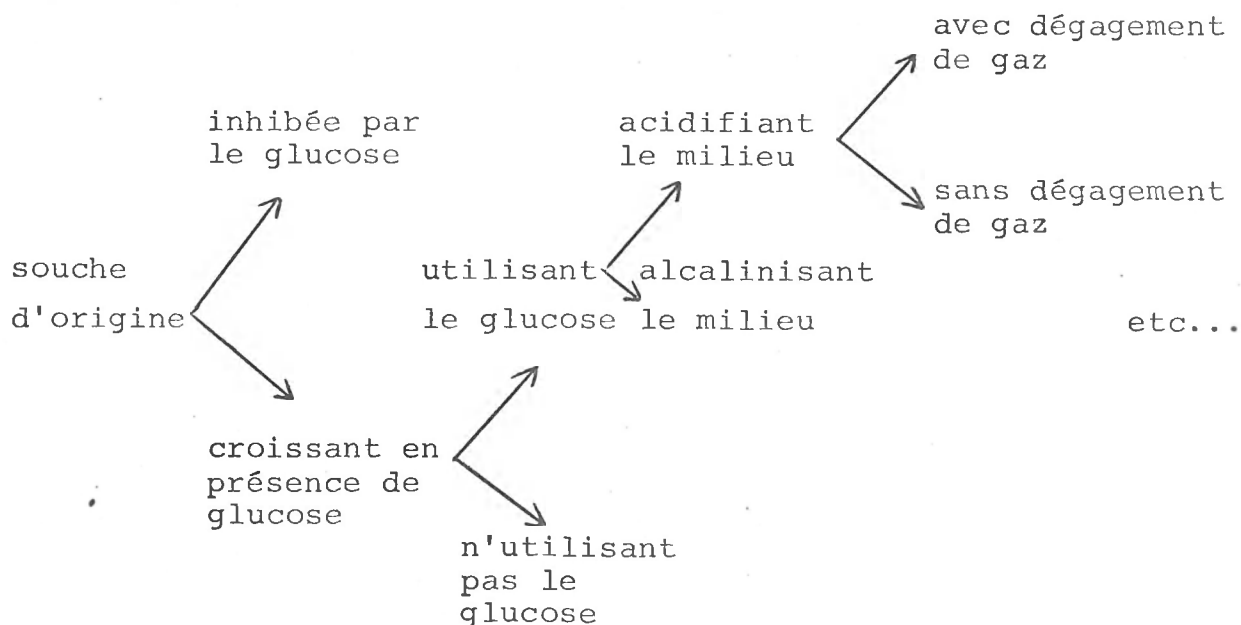 avec dégagement
de gaz
inhibée par
le glucose
acidifiant
le milieu
sans dégagement
de gaz
souche
d'origine
utilisant
le glucose
alcalinisant
le milieu
etc...
croissant en
présence de
glucose
n'utilisant
pas le
glucose